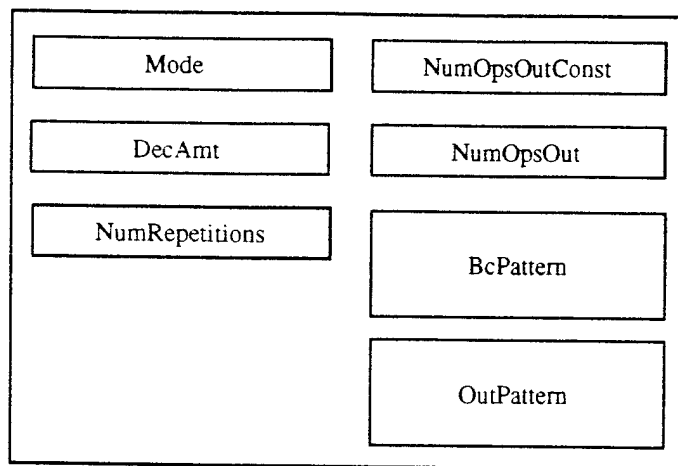 Mode
NumOpsOutConst
DecAmt
NumOpsOut
NumRepetitions
BcPattern
OutPattern